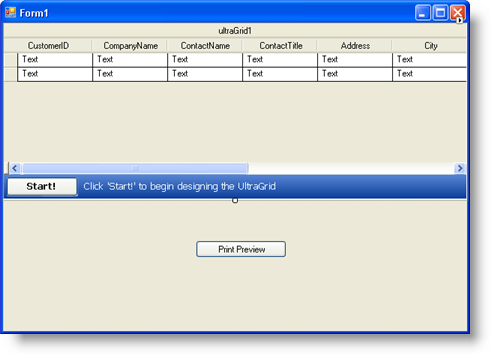 Form1
ultraGrid1
CustomerID CompanyName ContactName ContactTitle Address City
Text Text Text Text Text Text
Text Text Text Text Text Text
Start! Click 'Start!' to begin designing the UltraGrid
Print Preview